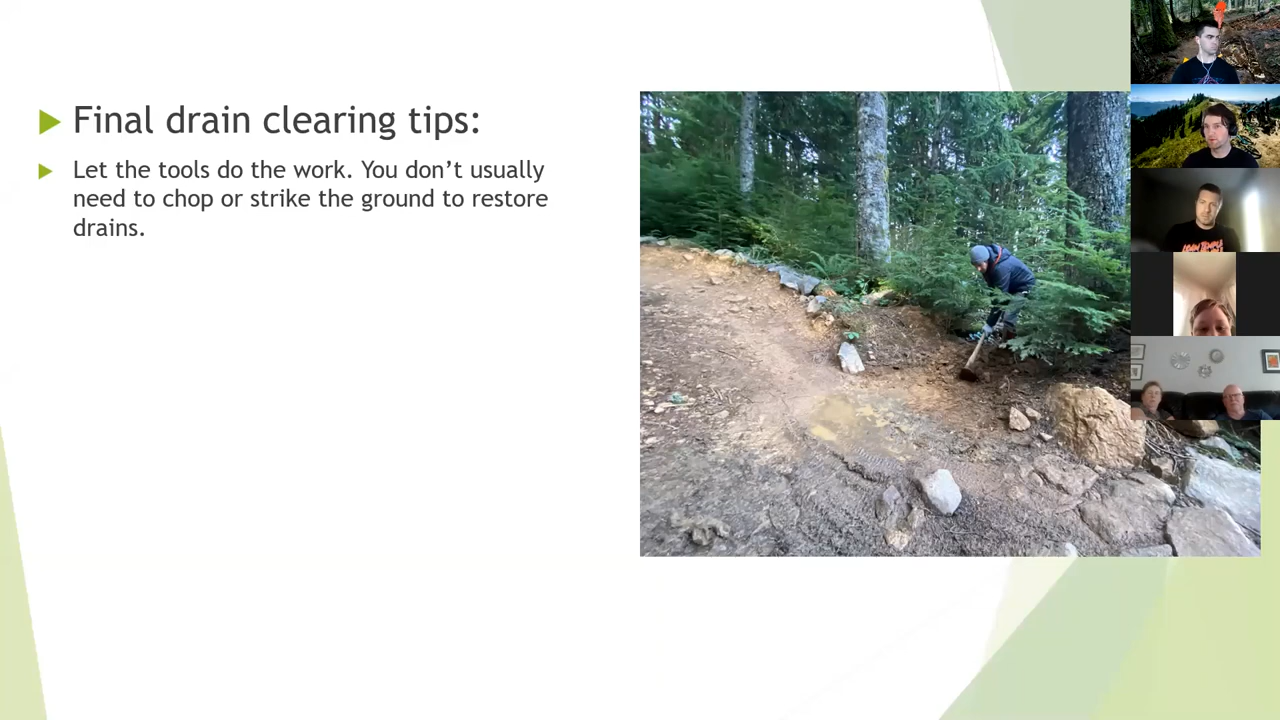 Final drain clearing tips:
Let the tools do the work. You don’t usually
need to chop or strike the ground to restore
drains.